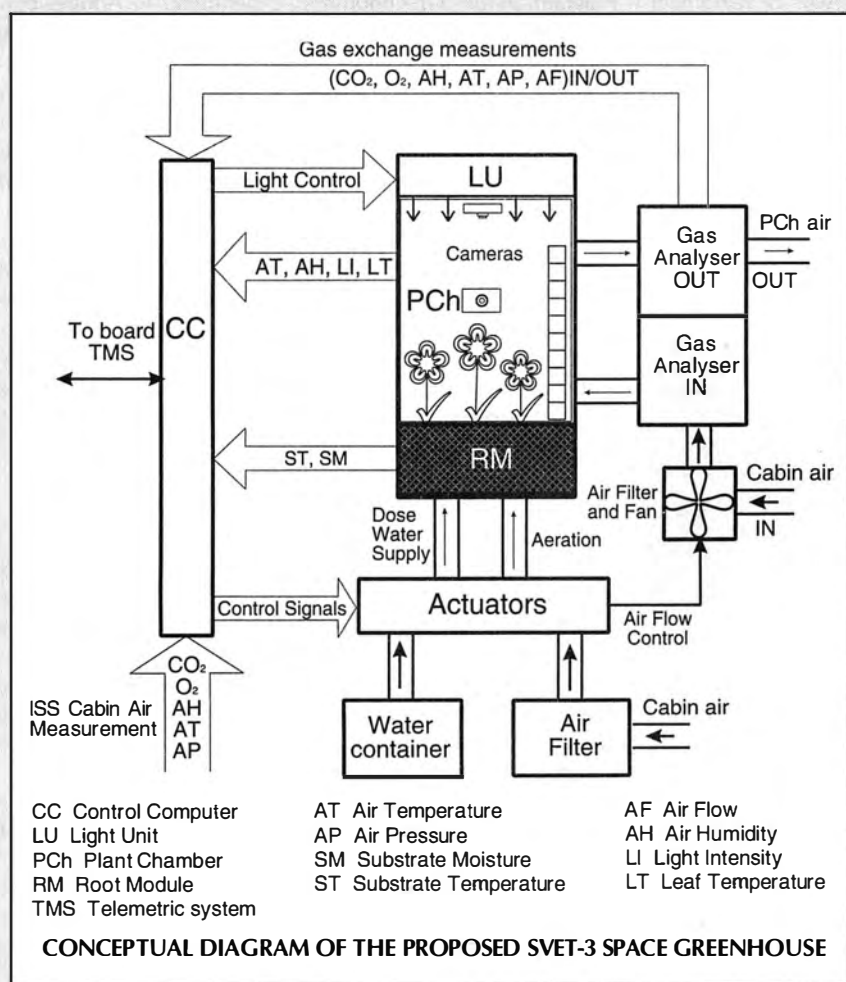 Gas exchange measurements
(CO₂, O₂, AH, AT, AP, AF)IN/OUT
Light Control
LU
AT, AH, LI, LT
Cameras
PCh
Gas
Analyser
OUT
PCh air
OUT
To board
TMS
CC
Gas
Analyser
IN
ST, SM
RM
Air Filter
and Fan
Cabin air
IN
Dose
Water
Supply
Aeration
Control Signals
Actuators
Air Flow
Control
ISS Cabin Air
Measurement
CO₂
O₂
AH
AT
AP
Water
container
Air
Filter
Cabin air
CC Control Computer
LU Light Unit
PCh Plant Chamber
RM Root Module
TMS Telemetric system
AT Air Temperature
AP Air Pressure
SM Substrate Moisture
ST Substrate Temperature
AF Air Flow
AH Air Humidity
LI Light Intensity
LT Leaf Temperature
CONCEPTUAL DIAGRAM OF THE PROPOSED SVET-3 SPACE GREENHOUSE